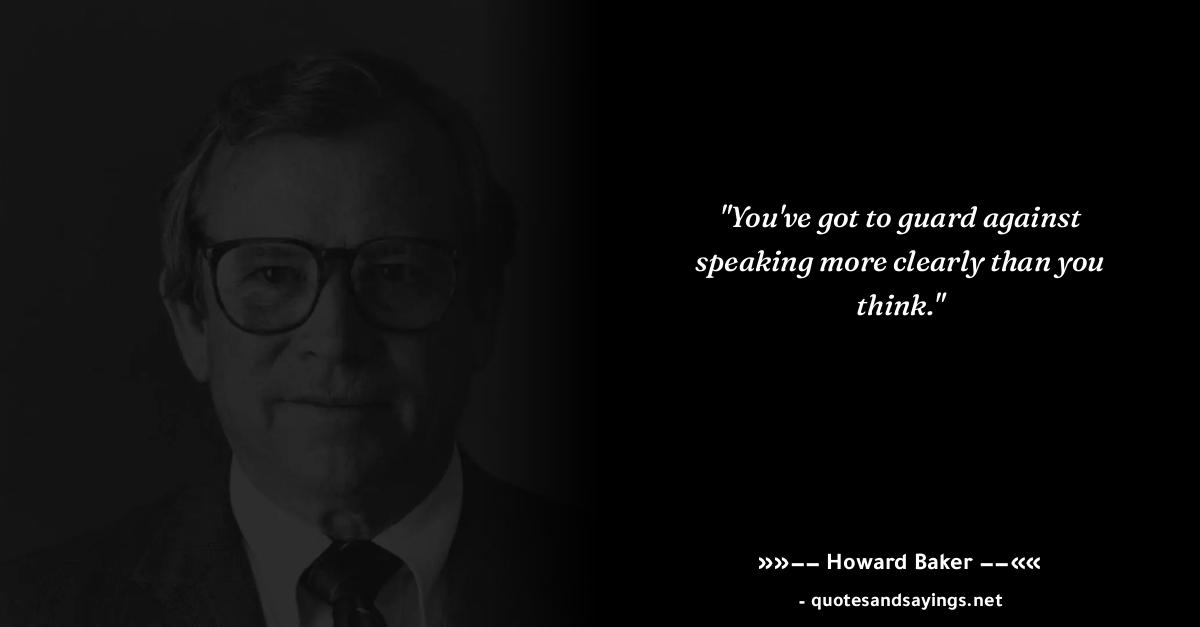 "You've got to guard against
speaking more clearly than you
think."
»»−− Howard Baker −−««
- quotesandsayings.net